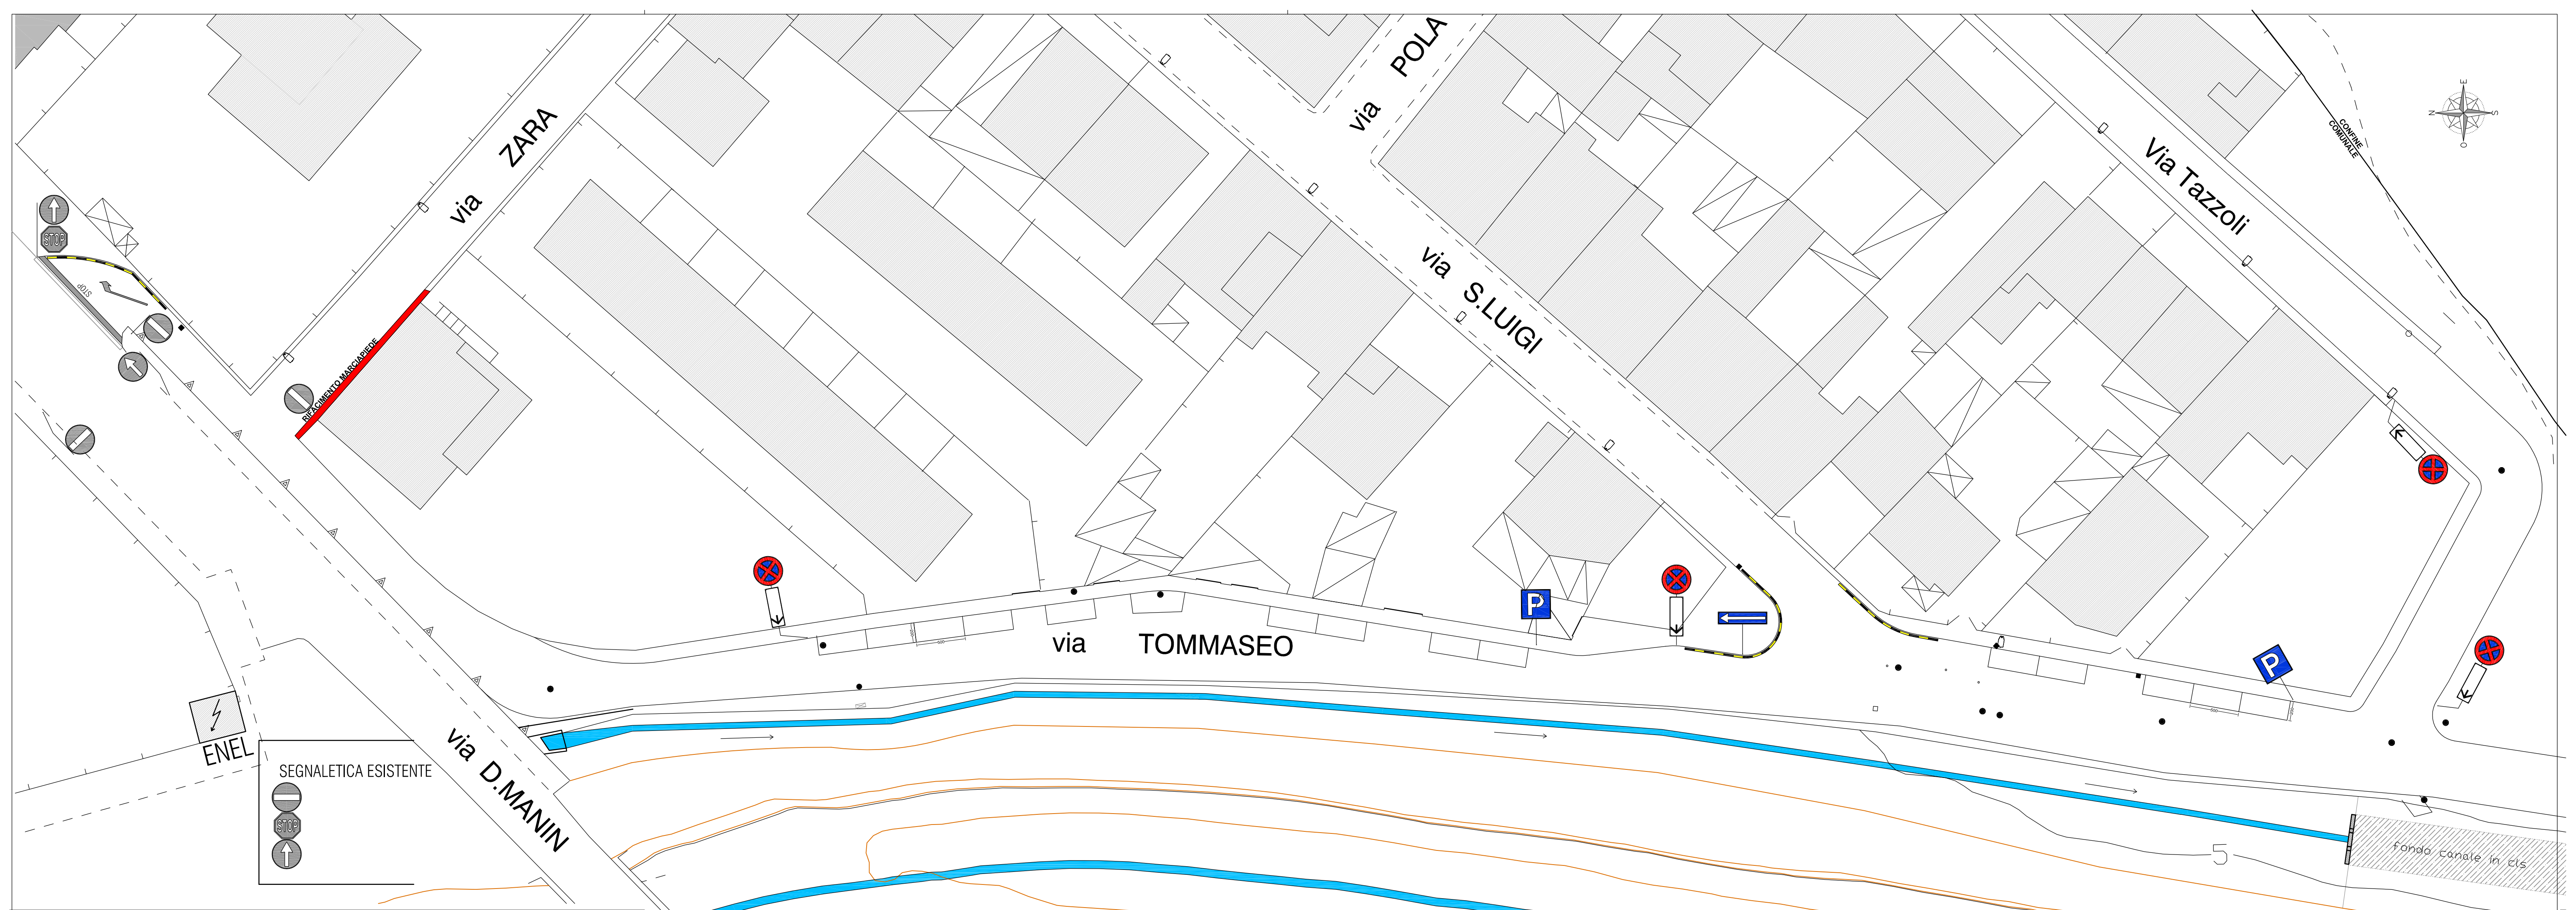 via POLA
via ZARA
CONFINE
COMUNALE
Via Tazzoli
E
N
S
O
STOP
STOP
via S.LUIGI
RIFACIMENTO MARCIAPIEDE
P
via TOMMASEO
P
ENEL
via D.MANIN
SEGNALETICA ESISTENTE
STOP
5
fondo canale in cls